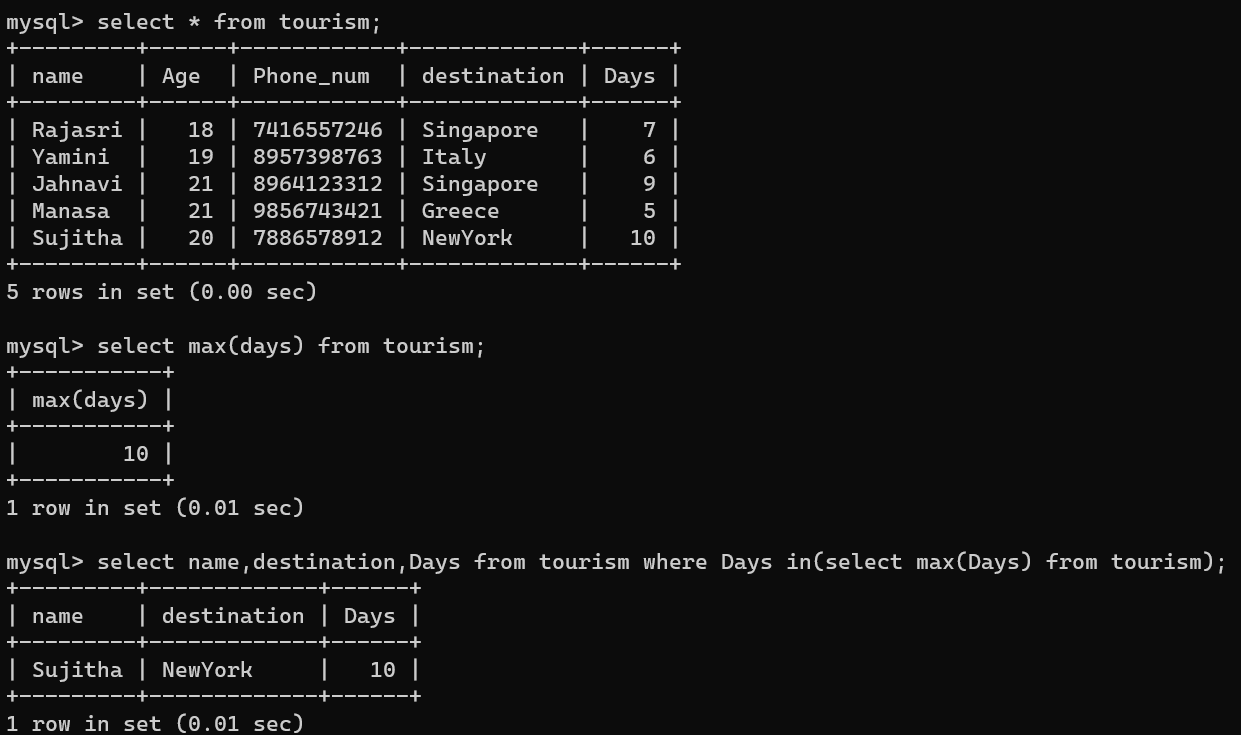 mysql> select * from tourism;
+---------+------+------------+-------------+------+
| name    | Age  | Phone_num  | destination | Days |
+---------+------+------------+-------------+------+
| Rajasri |   18 | 7416557246 | Singapore   |    7 |
| Yamini  |   19 | 8957398763 | Italy       |    6 |
| Jahnavi |   21 | 8964123312 | Singapore   |    9 |
| Manasa  |   21 | 9856743421 | Greece      |    5 |
| Sujitha |   20 | 7886578912 | NewYork     |   10 |
+---------+------+------------+-------------+------+
5 rows in set (0.00 sec)

mysql> select max(days) from tourism;
+-----------+
| max(days) |
+-----------+
|        10 |
+-----------+
1 row in set (0.01 sec)

mysql> select name,destination,Days from tourism where Days in(select max(Days) from tourism);
+---------+-------------+------+
| name    | destination | Days |
+---------+-------------+------+
| Sujitha | NewYork     |   10 |
+---------+-------------+------+
1 row in set (0.01 sec)